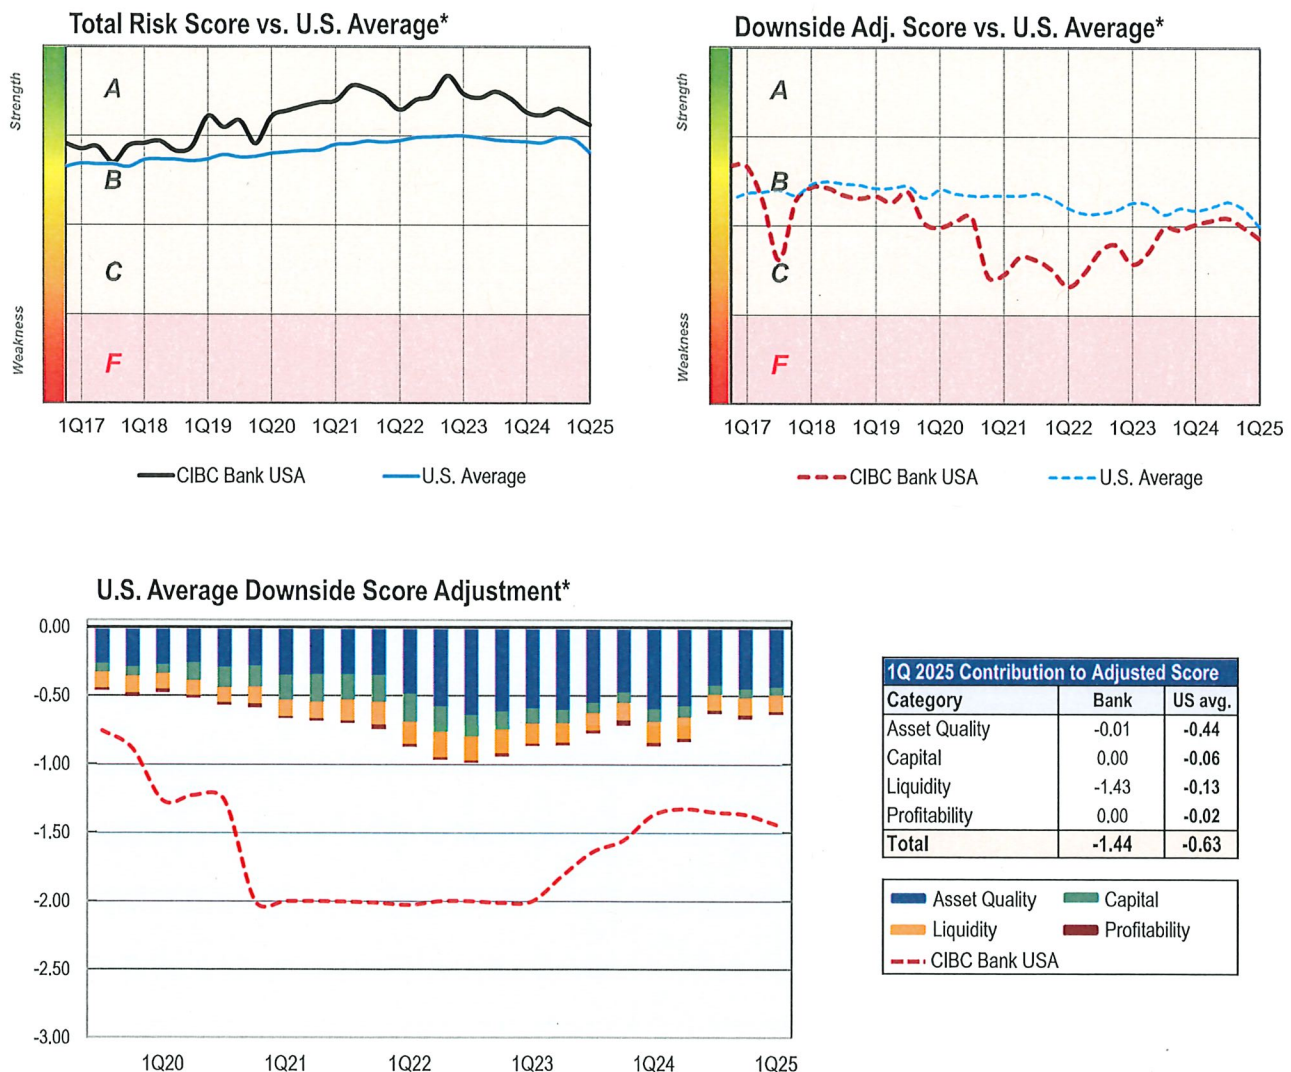 Total Risk Score vs. U.S. Average*
Strength
Weakness
A
B
C
F
1Q17 1Q18 1Q19 1Q20 1Q21 1Q22 1Q23 1Q24 1Q25
CIBC Bank USA U.S. Average
Downside Adj. Score vs. U.S. Average*
Strength
Weakness
A
B
C
F
1Q17 1Q18 1Q19 1Q20 1Q21 1Q22 1Q23 1Q24 1Q25
CIBC Bank USA U.S. Average
U.S. Average Downside Score Adjustment*
0.00
-0.50
-1.00
-1.50
-2.00
-2.50
-3.00
1Q20 1Q21 1Q22 1Q23 1Q24 1Q25
1Q 2025 Contribution to Adjusted Score
Category Bank US avg.
Asset Quality -0.01 -0.44
Capital 0.00 -0.06
Liquidity -1.43 -0.13
Profitability 0.00 -0.02
Total -1.44 -0.63
Asset Quality Capital
Liquidity Profitability
CIBC Bank USA